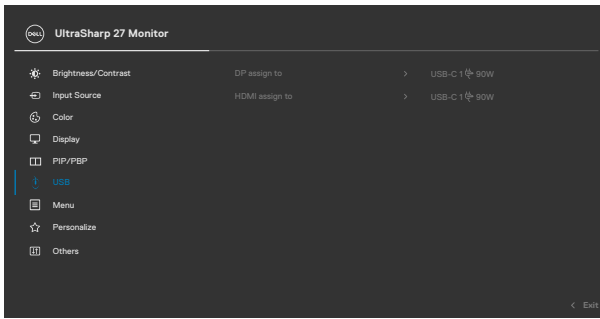 DELL UltraSharp 27 Monitor
Brightness/Contrast DP assign to > USB-C 1 90W
Input Source HDMI assign to > USB-C 1 90W
Color
Display
PIP/PBP
USB
Menu
Personalize
Others
< Exit